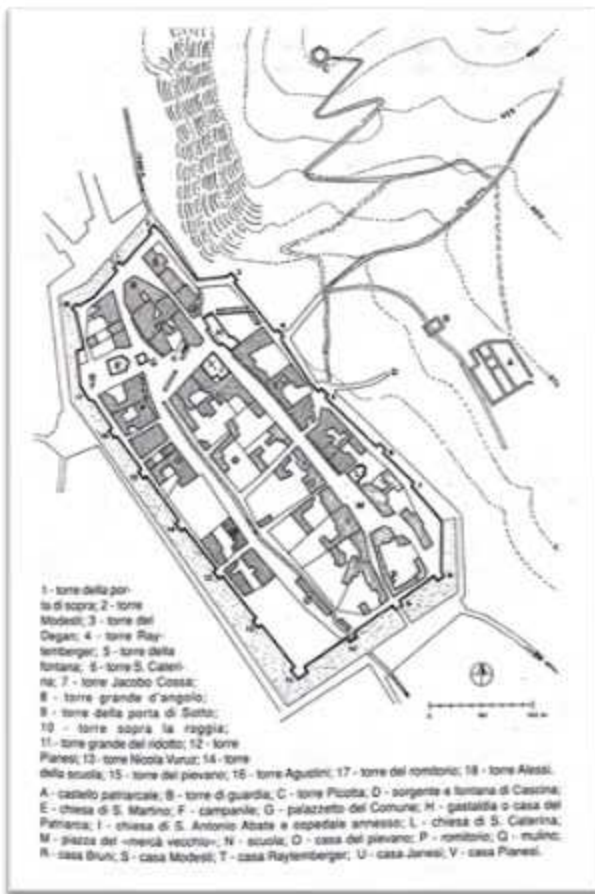 1 - torre della por-
ta di sopra; 2 - torre
Modesti; 3 - torre del
Degan; 4 - torre Ray-
temberger; 5 - torre della
fontana; 6 - torre S. Cateri-
na; 7 - torre Jacobo Cossa;
8 - torre grande d'angolo;
9 - torre della porta di Sotto;
10 - torre sopra la roggia;
11 - torre grande del ridotto; 12 - torre
Pianesi; 13 - torre Nicola Vuruz; 14 - torre
della scuola; 15 - torre del pievano; 16 - torre Agustini; 17 - torre del romitorio; 18 - torre Alessi.
A - castello patriarcale; B - torre di guardia; C - torre Picotta; D - sorgente e fontana di Cascina;
E - chiesa di S. Martino; F - campanile; G - palazzetto del Comune; H - gastaldia o casa del
Patriarca; I - chiesa di S. Antonio Abate e ospedale annesso; L - chiesa di S. Caterina;
M - piazza del «mercà vecchio»; N - scuola; O - casa del pievano; P - romitorio; Q - mulino;
R - casa Bruni; S - casa Modesti; T - casa Raytemberger; U - casa Janesi; V - casa Pianesi.